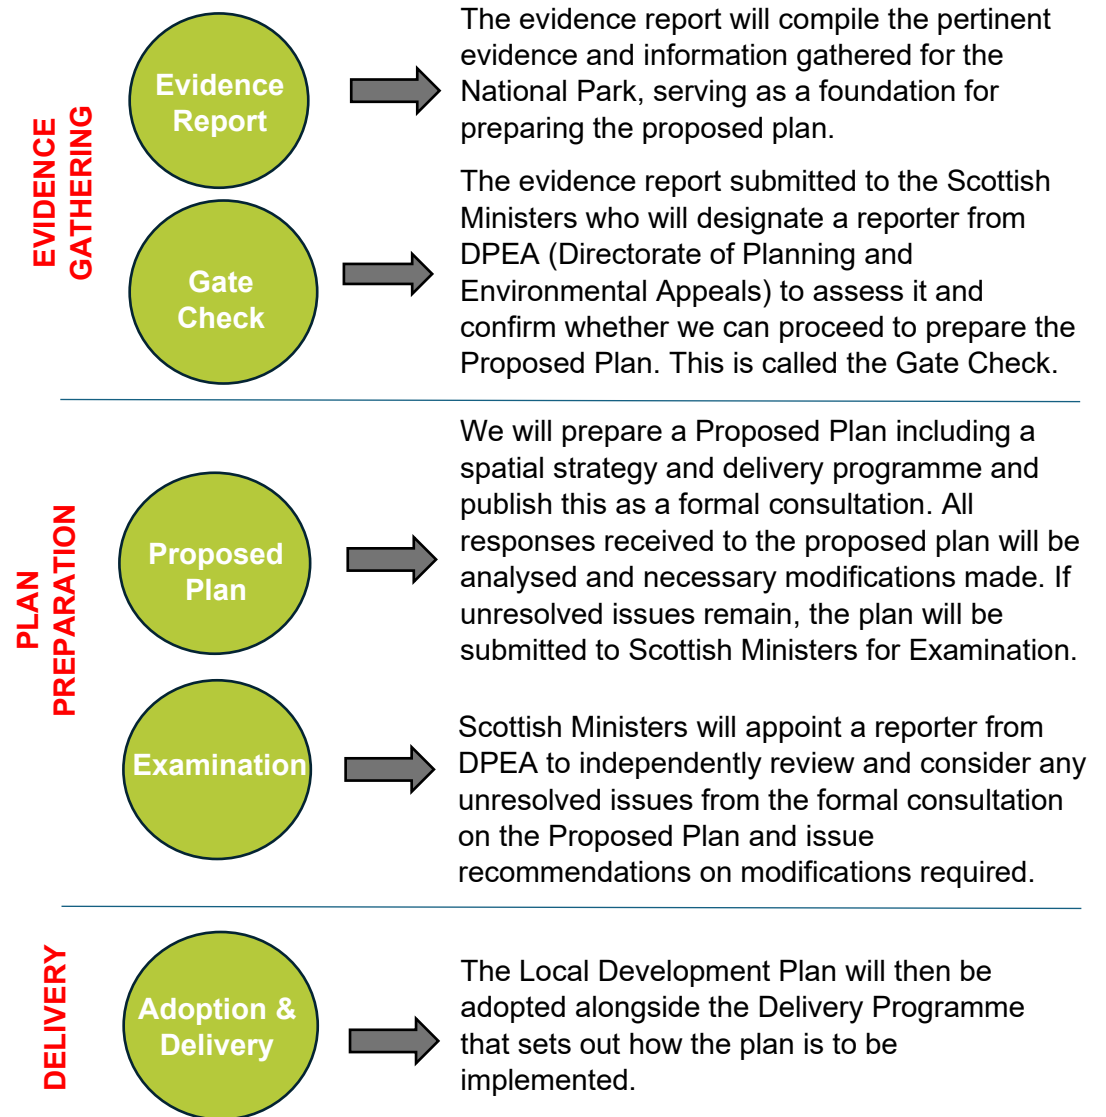 EVIDENCE
GATHERING
Evidence
Report
The evidence report will compile the pertinent
evidence and information gathered for the
National Park, serving as a foundation for
preparing the proposed plan.
Gate
Check
The evidence report submitted to the Scottish
Ministers who will designate a reporter from
DPEA (Directorate of Planning and
Environmental Appeals) to assess it and
confirm whether we can proceed to prepare the
Proposed Plan. This is called the Gate Check.
PLAN
PREPARATION
Proposed
Plan
We will prepare a Proposed Plan including a
spatial strategy and delivery programme and
publish this as a formal consultation. All
responses received to the proposed plan will be
analysed and necessary modifications made. If
unresolved issues remain, the plan will be
submitted to Scottish Ministers for Examination.
Examination
Scottish Ministers will appoint a reporter from
DPEA to independently review and consider any
unresolved issues from the formal consultation
on the Proposed Plan and issue
recommendations on modifications required.
DELIVERY
Adoption &
Delivery
The Local Development Plan will then be
adopted alongside the Delivery Programme
that sets out how the plan is to be
implemented.